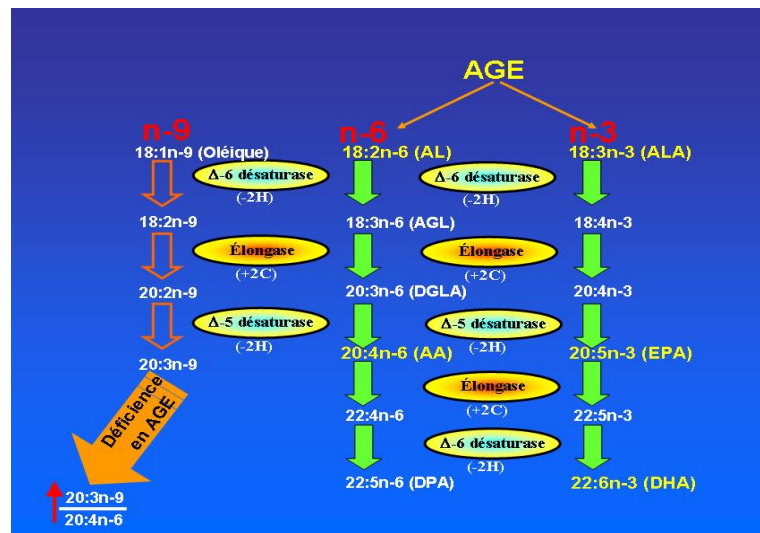 AGE
n-9 n-6 n-3
18:1n-9 (Oléique) 18:2n-6 (AL) 18:3n-3 (ALA)
Δ-6 désaturase Δ-6 désaturase
(-2H) (-2H)
18:2n-9 18:3n-6 (AGL) 18:4n-3
Élongase Élongase
(+2C) (+2C)
20:2n-9 20:3n-6 (DGLA) 20:4n-3
Δ-5 désaturase Δ-5 désaturase
(-2H) (-2H)
20:3n-9 20:4n-6 (AA) 20:5n-3 (EPA)
Déficience
en AGE
Élongase
(+2C)
22:4n-6 22:5n-3
Δ-6 désaturase
(-2H)
22:5n-6 (DPA) 22:6n-3 (DHA)
20:3n-9
20:4n-6